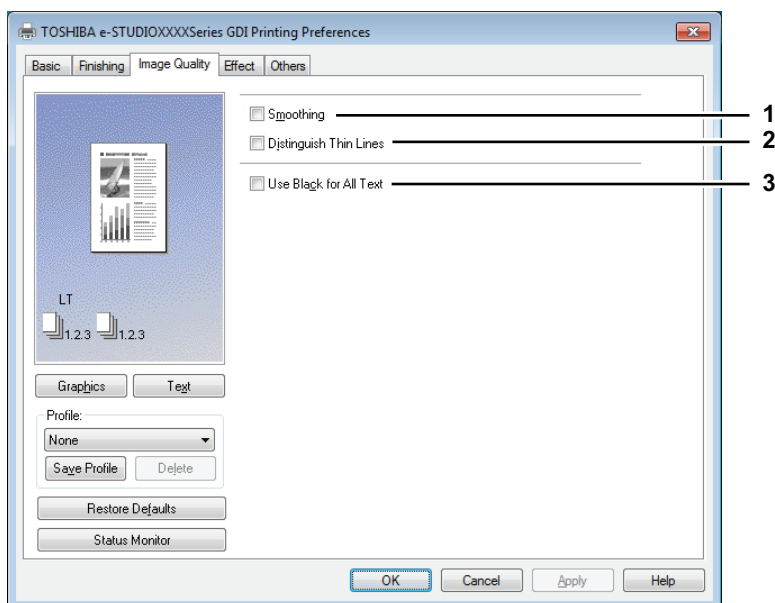 TOSHIBA e-STUDIOXXXXSeries GDI Printing Preferences
Basic Finishing Image Quality Effect Others
Smoothing 1
Distinguish Thin Lines 2
Use Black for All Text 3
LT
1.2.3 1.2.3
Graphics Text
Profile:
None
Save Profile Delete
Restore Defaults
Status Monitor
OK Cancel Apply Help